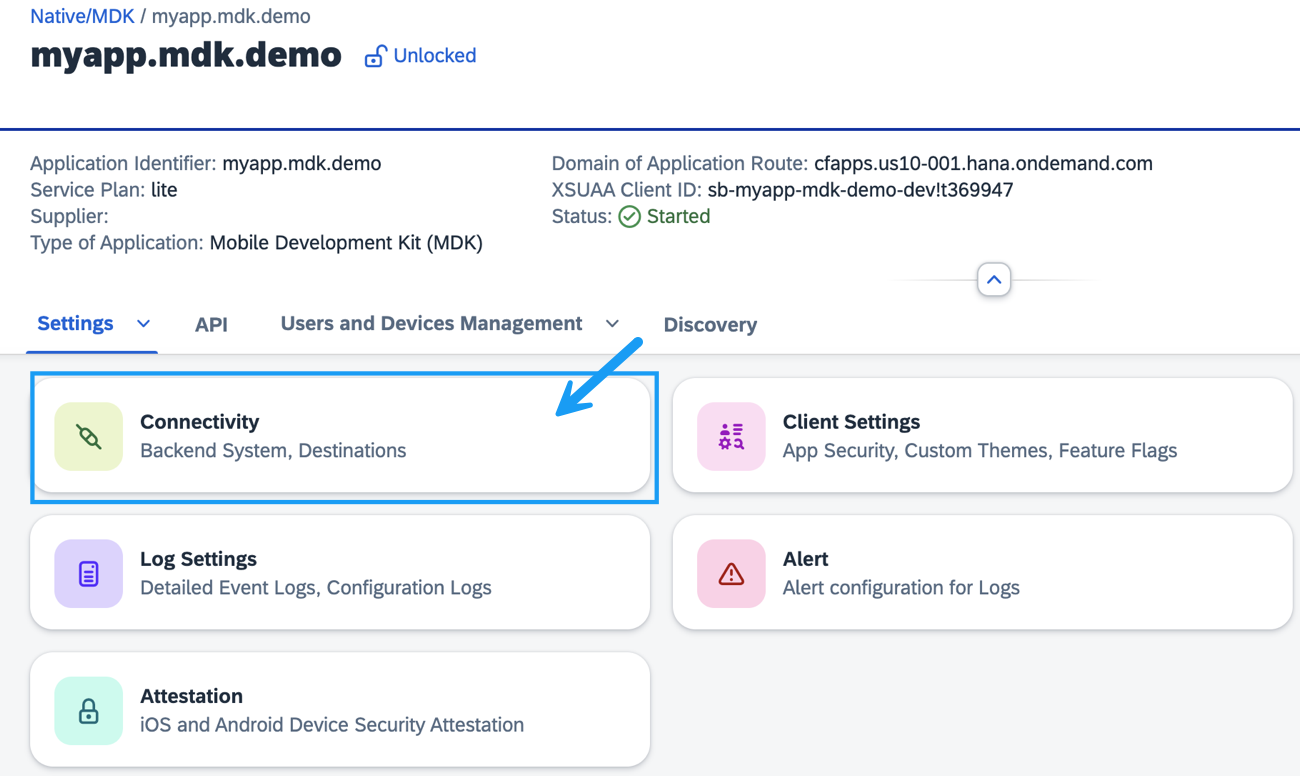 Native/MDK / myapp.mdk.demo
myapp.mdk.demo Unlocked
Application Identifier: myapp.mdk.demo
Service Plan: lite
Supplier:
Type of Application: Mobile Development Kit (MDK)
Domain of Application Route: cfapps.us10-001.hana.ondemand.com
XSUAA Client ID: sb-myapp-mdk-demo-dev!t369947
Status: Started
Settings API Users and Devices Management Discovery
Connectivity
Backend System, Destinations
Client Settings
App Security, Custom Themes, Feature Flags
Log Settings
Detailed Event Logs, Configuration Logs
Alert
Alert configuration for Logs
Attestation
iOS and Android Device Security Attestation